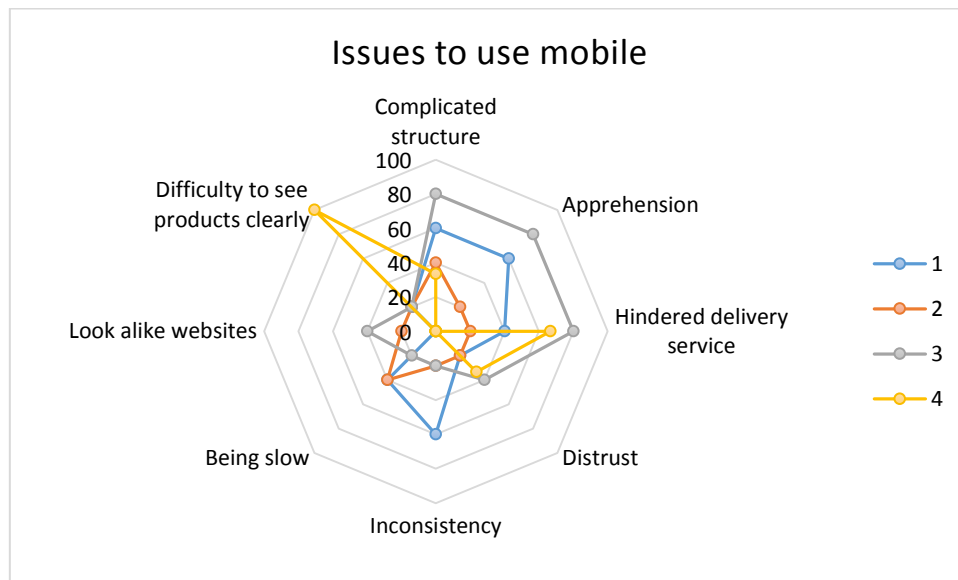 Issues to use mobile
Complicated
structure
100
80
60
40
20
0
Apprehension
Hindered delivery
service
Distrust
Inconsistency
Being slow
Look alike websites
Difficulty to see
products clearly
1
2
3
4